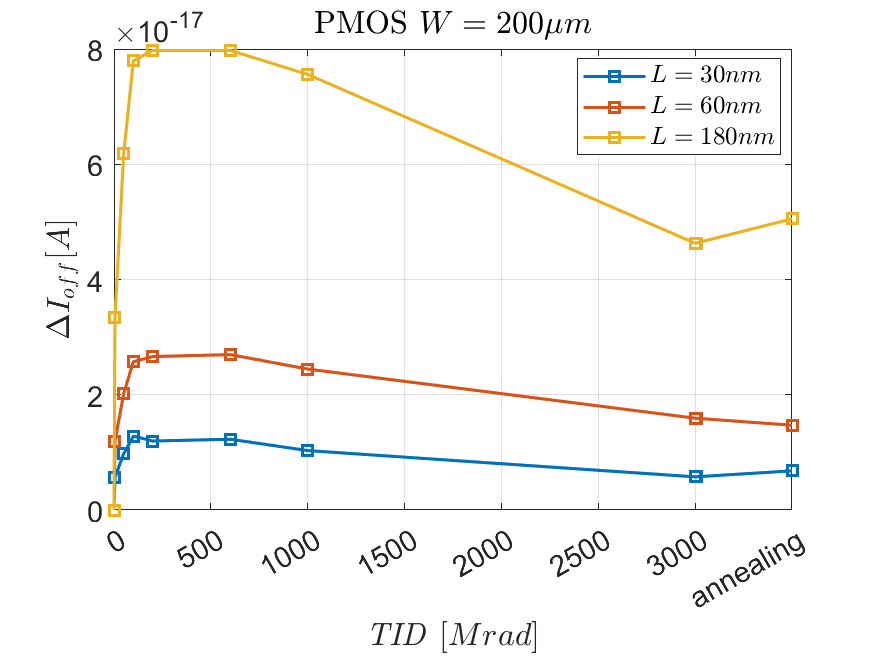 PMOS W = 200μm
×10-17
8
6
4
2
0
ΔIoff[A]
L = 30nm
L = 60nm
L = 180nm
0
500
1000
1500
2000
2500
3000
annealing
TID [Mrad]